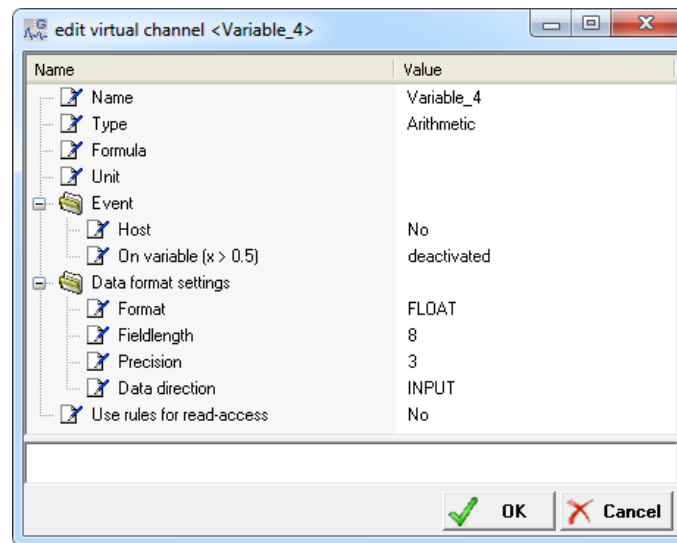 edit virtual channel <Variable_4>
Name Value
Name Variable_4
Type Arithmetic
Formula
Unit
Event
Host No
On variable (x > 0.5) deactivated
Data format settings
Format FLOAT
Fieldlength 8
Precision 3
Data direction INPUT
Use rules for read-access No
OK Cancel